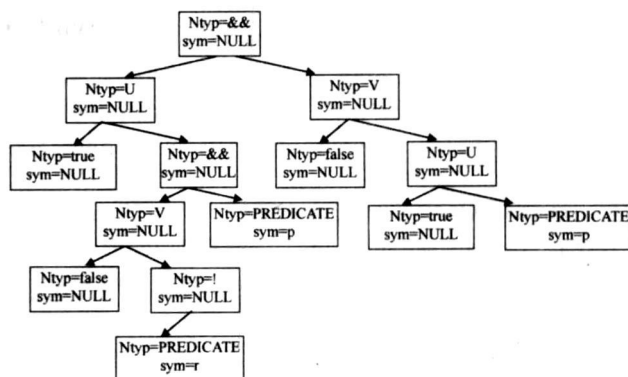 Ntyp=&&
sym=NULL
Ntyp=U
sym=NULL
Ntyp=V
sym=NULL
Ntyp=true
sym=NULL
Ntyp=&&
sym=NULL
Ntyp=false
sym=NULL
Ntyp=U
sym=NULL
Ntyp=V
sym=NULL
Ntyp=PREDICATE
sym=p
Ntyp=true
sym=NULL
Ntyp=PREDICATE
sym=p
Ntyp=false
sym=NULL
Ntyp=!
sym=NULL
Ntyp=PREDICATE
sym=r